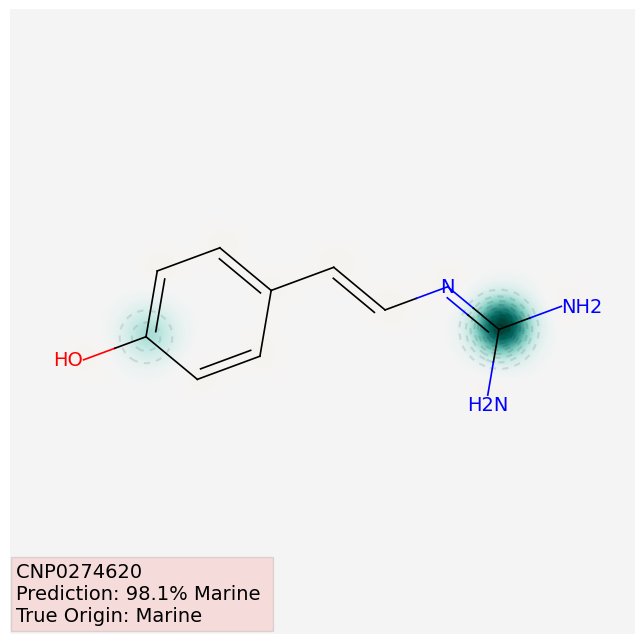 N
NH2
HO
H2N
CNP0274620
Prediction: 98.1% Marine
True Origin: Marine